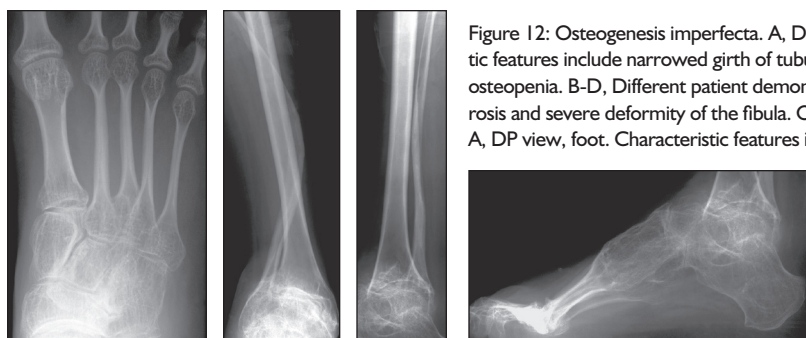 Figure 12: Osteogenesis imperfecta. A, D
tic features include narrowed girth of tubu
osteopenia. B-D, Different patient demon
rosis and severe deformity of the fibula. C
A, DP view, foot. Characteristic features i